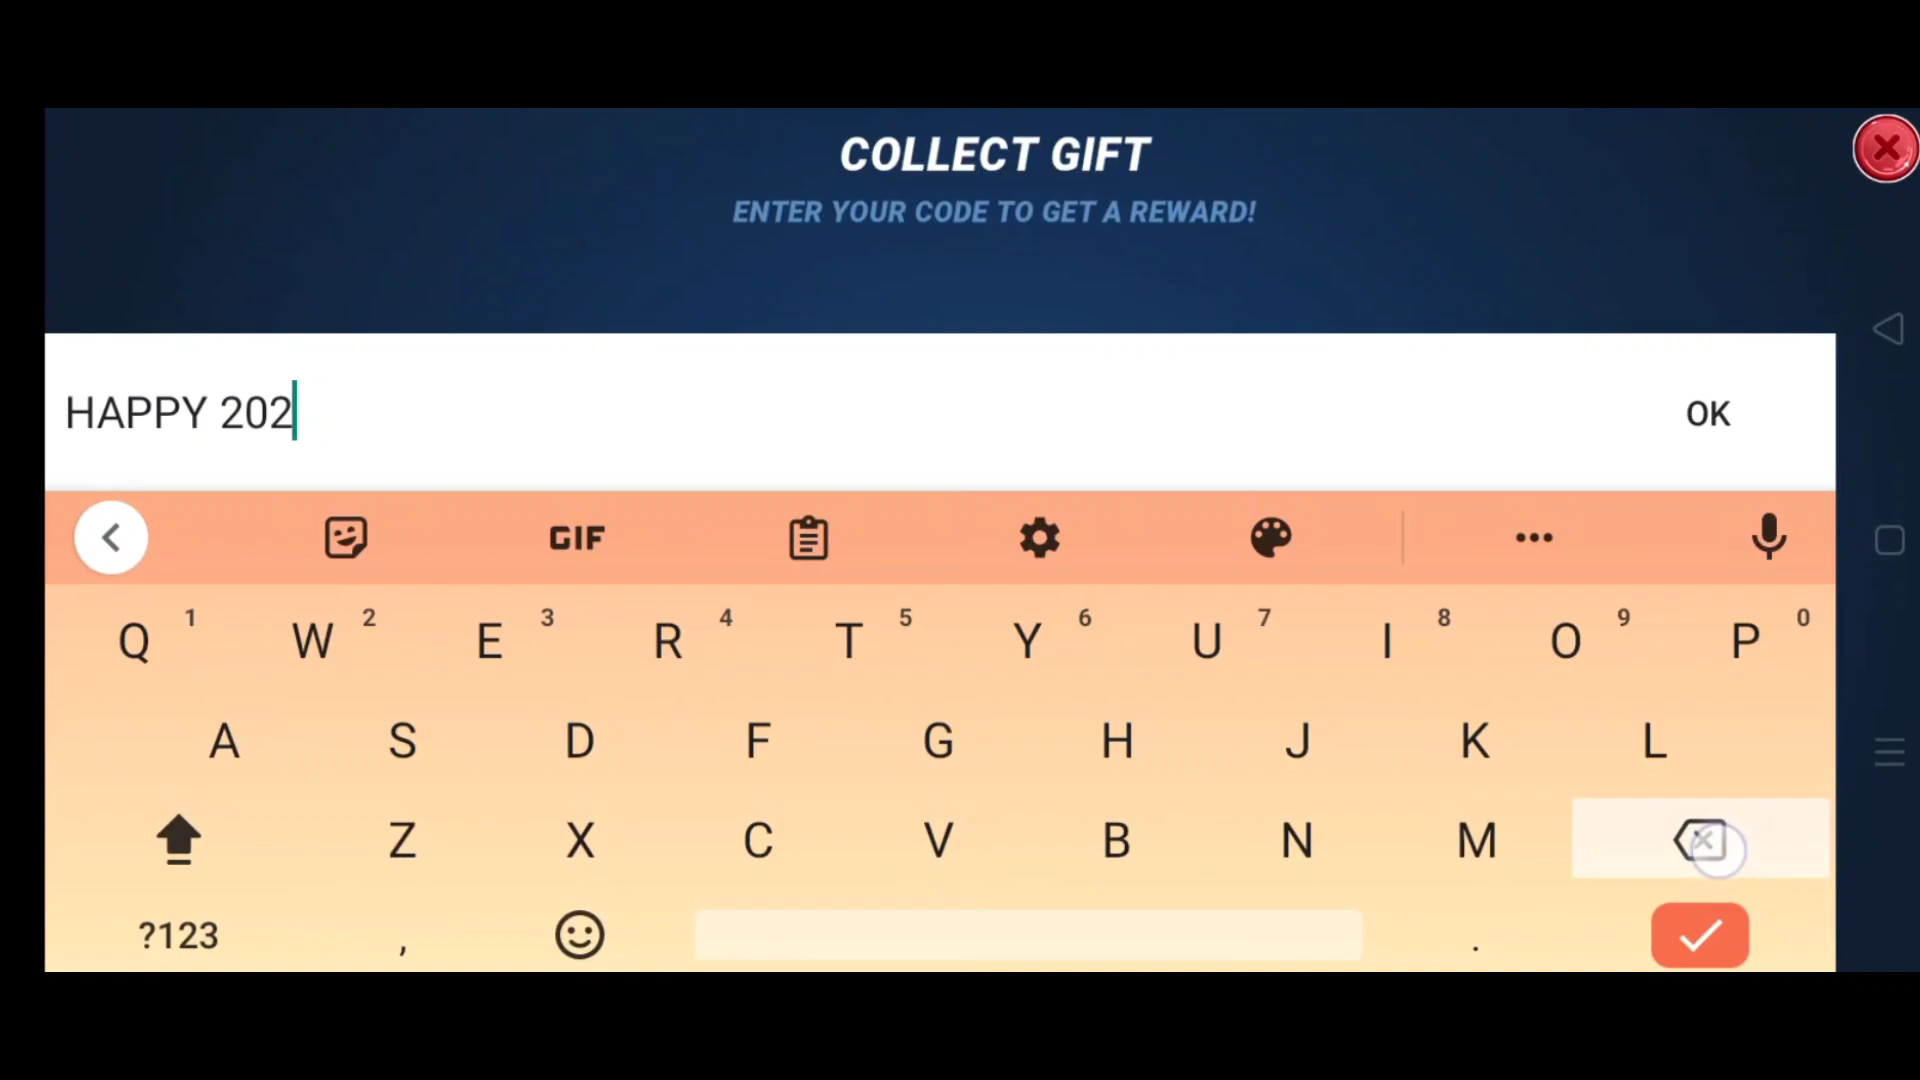 COLLECT GIFT
ENTER YOUR CODE TO GET A REWARD!
HAPPY 202
OK
GIF
Q 1 W 2 E 3 R 4 T 5 Y 6 U 7 I 8 O 9 P 0
A S D F G H J K L
Z X C V B N M
?123 , .